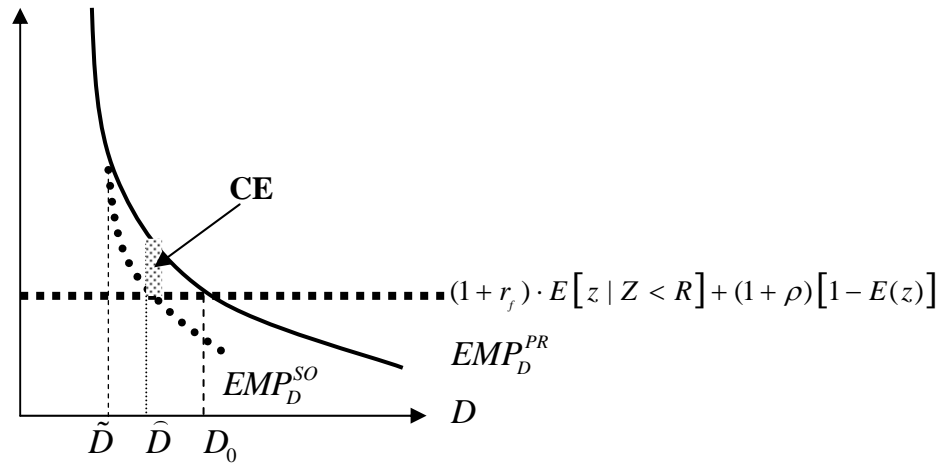 CE
(1 + r_f) · E[z | Z < R] + (1 + ρ)[1 − E(z)]
EMP_D^{PR}
EMP_D^{SO}
D
D̃ D̂ D_0